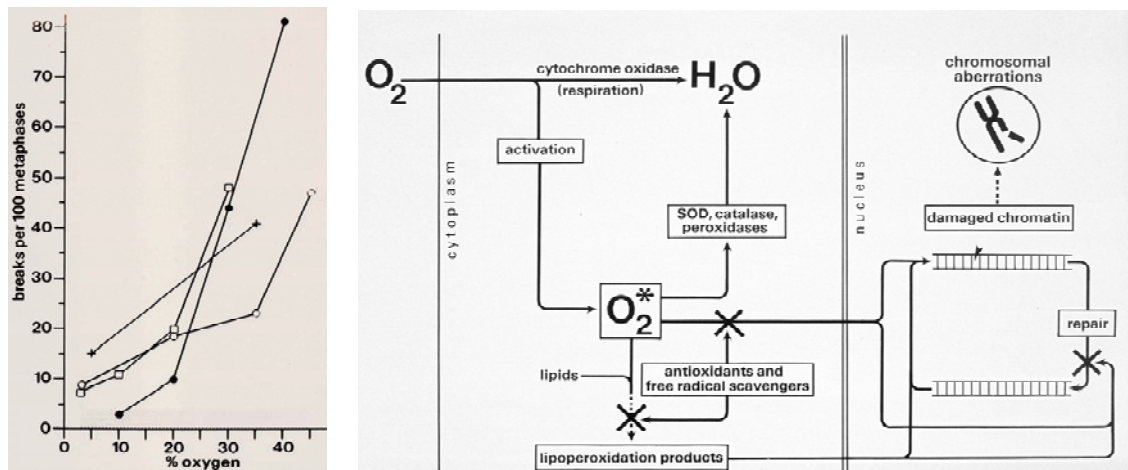 80
70
60
50
40
30
20
10
0
breaks per 100 metaphases
0
10
20
30
40
% oxygen
O2
cytochrome oxidase
(respiration)
H2O
activation
cytoplasm
SOD, catalase,
peroxidases
O2*
lipids
antioxidants and
free radical scavengers
lipoperoxidation products
nucleus
chromosomal
aberrations
damaged chromatin
repair